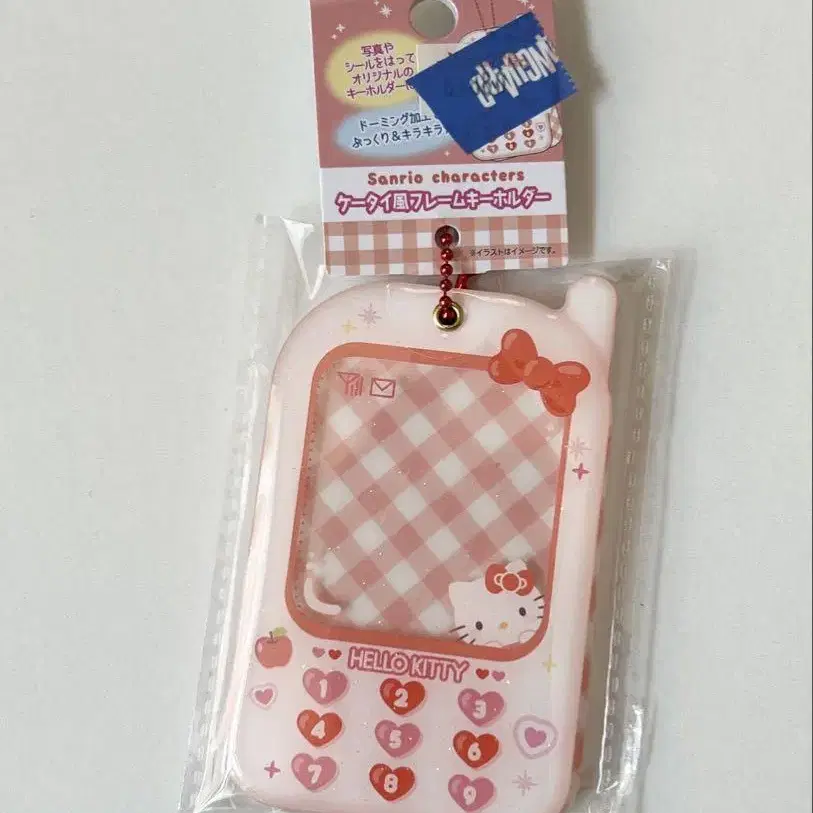 写真や
シールをはって
オリジナルの
キーホルダーに
ドーミング加工
ぷっくり&キラキラ
Sanrio characters
ケータイ風フレームキーホルダー
※イラストはイメージです。
HELLO KITTY
1 2 3
4 5 6
7 8 9